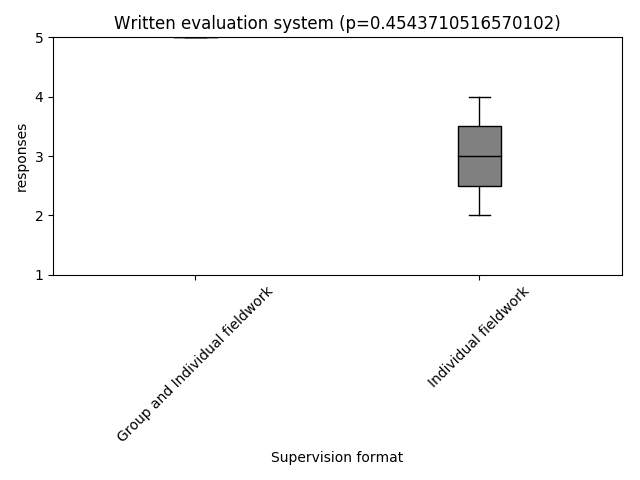 Written evaluation system (p=0.4543710516570102)
5
4
3
2
1
responses
Group and Individual fieldwork
Individual fieldwork
Supervision format